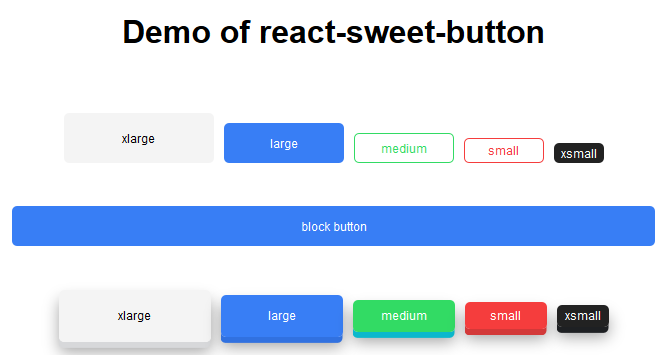 Demo of react-sweet-button
xlarge large medium small xsmall
block button
xlarge large medium small xsmall